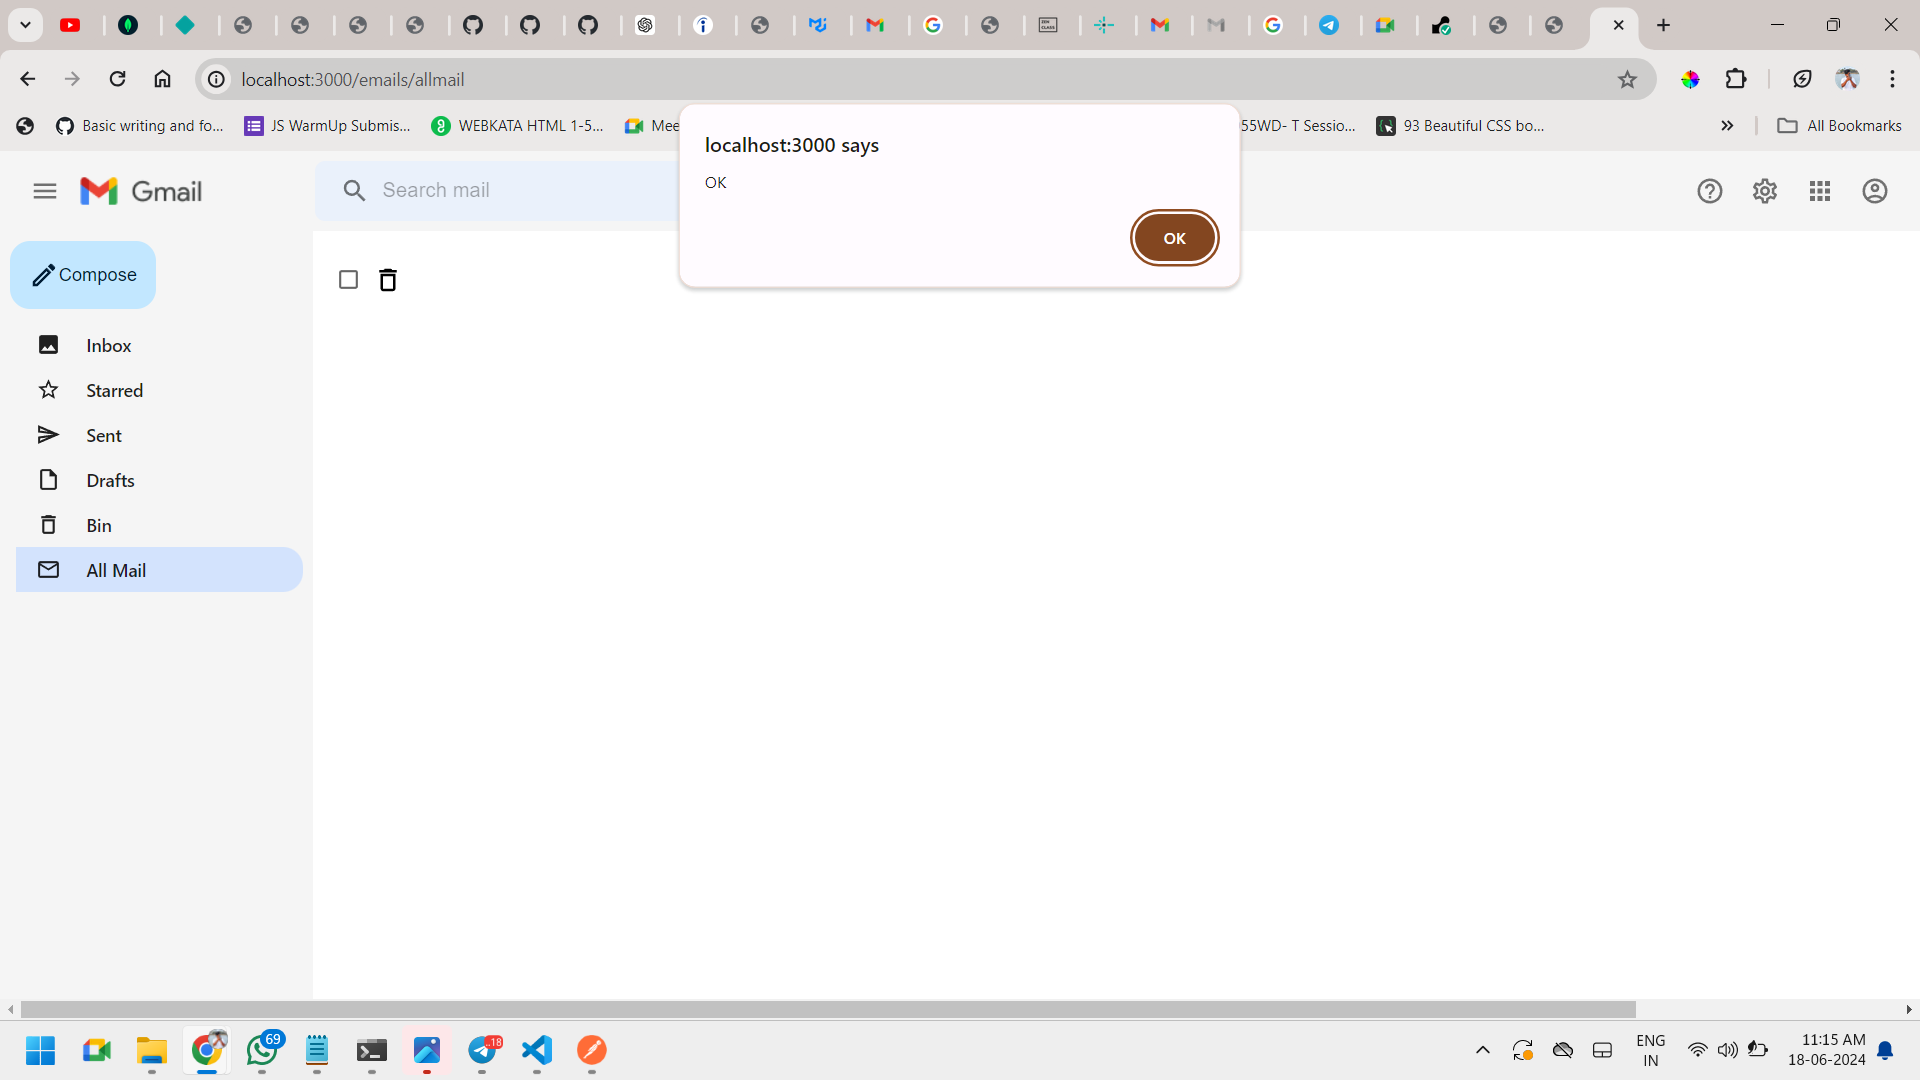 localhost:3000/emails/allmail
Basic writing and fo...
JS WarmUp Submis...
WEBKATA HTML 1-5...
Mee
55WD- T Sessio...
93 Beautiful CSS bo...
All Bookmarks
localhost:3000 says
OK
OK
Gmail
Search mail
Compose
Inbox
Starred
Sent
Drafts
Bin
All Mail
69
..18
ENG
IN
11:15 AM
18-06-2024